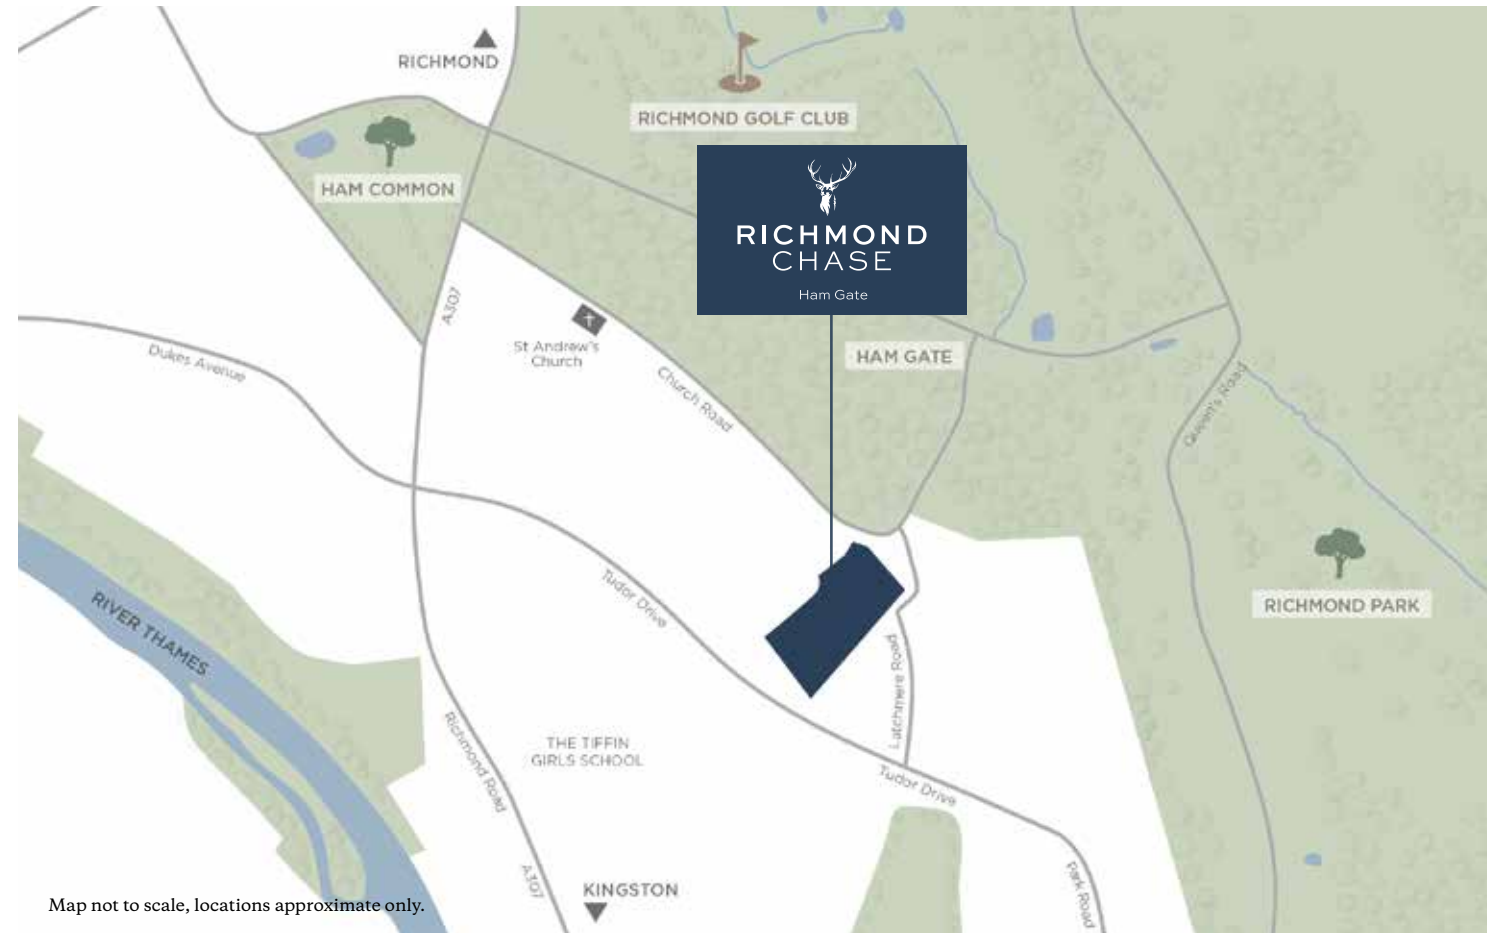 RICHMOND
RICHMOND GOLF CLUB
HAM COMMON
RICHMOND
CHASE
Ham Gate
A307
St Andrew's
Church
Dukes Avenue
Church Road
HAM GATE
Queen's Road
RIVER THAMES
Tudor Drive
RICHMOND PARK
Latchmere Road
Richmond Road
THE TIFFIN
GIRLS SCHOOL
Tudor Drive
A307
KINGSTON
Park Road
Map not to scale, locations approximate only.